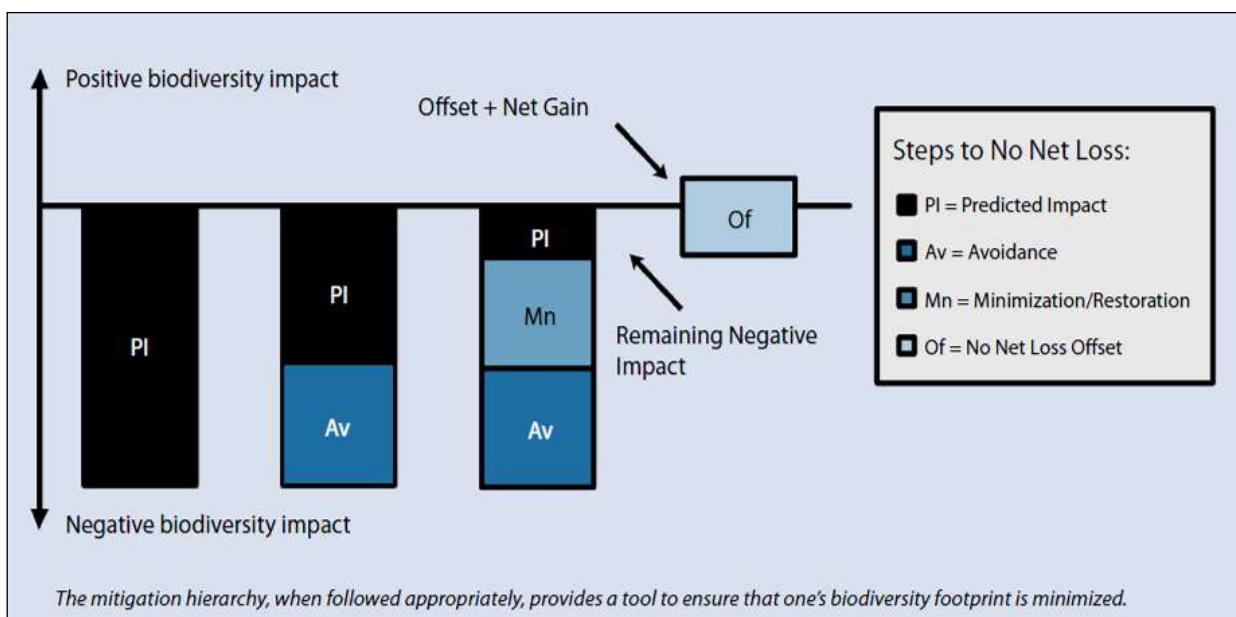 Positive biodiversity impact
Offset + Net Gain
Of
Steps to No Net Loss:
PI = Predicted Impact
Av = Avoidance
Mn = Minimization/Restoration
Of = No Net Loss Offset
PI
PI
Av
PI
Mn
Av
Remaining Negative
Impact
Negative biodiversity impact
The mitigation hierarchy, when followed appropriately, provides a tool to ensure that one's biodiversity footprint is minimized.